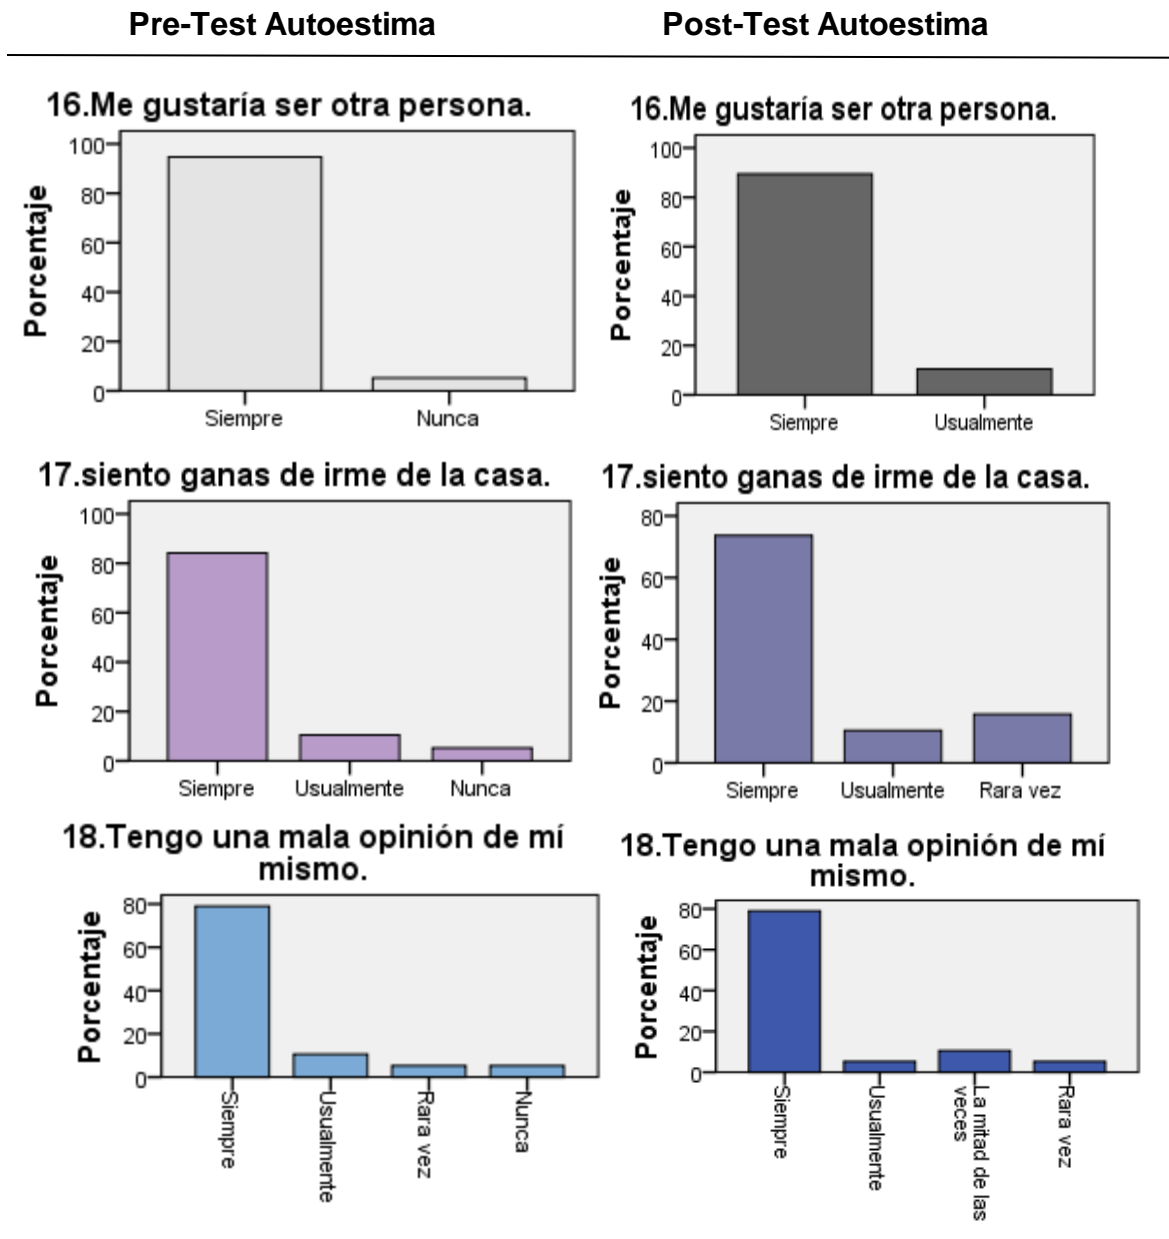 Pre-Test Autoestima
Post-Test Autoestima
16.Me gustaría ser otra persona.
Porcentaje
100
80
60
40
20
0
Siempre
Nunca
16.Me gustaría ser otra persona.
Porcentaje
100
80
60
40
20
0
Siempre
Usualmente
17.siento ganas de irme de la casa.
Porcentaje
100
80
60
40
20
0
Siempre
Usualmente
Nunca
17.siento ganas de irme de la casa.
Porcentaje
80
60
40
20
0
Siempre
Usualmente
Rara vez
18.Tengo una mala opinión de mí
mismo.
Porcentaje
80
60
40
20
0
Siempre
Usualmente
Rara vez
Nunca
18.Tengo una mala opinión de mí
mismo.
Porcentaje
80
60
40
20
0
Siempre
Usualmente
La mitad de las
veces
Rara vez